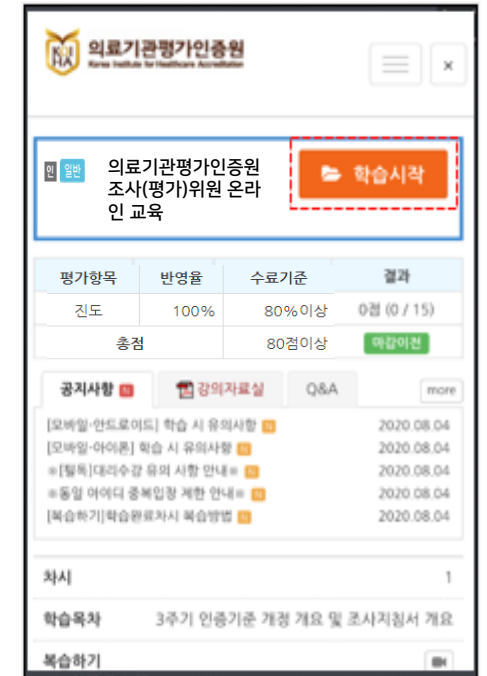 의료기관평가인증원
Korea Institute for Healthcare Accreditation
×
인 일반 의료기관평가인증원
조사(평가)위원 온라
인 교육
학습시작
평가항목 반영율 수료기준 결과
진도 100% 80%이상 0점 (0 / 15)
총점 80점이상 마감이전
공지사항 N 강의자료실 Q&A more
[모바일-안드로이드] 학습 시 유의사항 N 2020.08.04
[모바일-아이폰] 학습 시 유의사항 N 2020.08.04
※[필독]대리수강 유의 사항 안내※ N 2020.08.04
※동일 아이디 중복입장 제한 안내※ N 2020.08.04
[복습하기]학습완료차시 복습방법 N 2020.08.04
차시 1
학습목차 3주기 인증기준 개정 개요 및 조사지침서 개요
복습하기